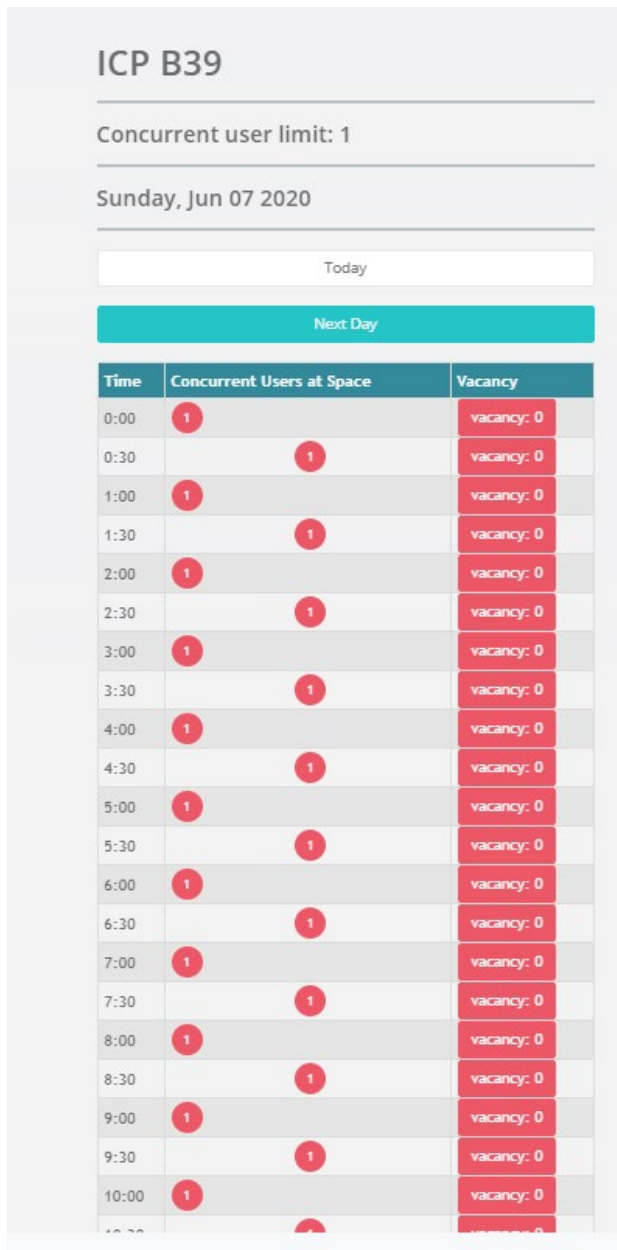 ICP B39
Concurrent user limit: 1
Sunday, Jun 07 2020
Today
Next Day
Time Concurrent Users at Space Vacancy
0:00 1 vacancy: 0
0:30 1 vacancy: 0
1:00 1 vacancy: 0
1:30 1 vacancy: 0
2:00 1 vacancy: 0
2:30 1 vacancy: 0
3:00 1 vacancy: 0
3:30 1 vacancy: 0
4:00 1 vacancy: 0
4:30 1 vacancy: 0
5:00 1 vacancy: 0
5:30 1 vacancy: 0
6:00 1 vacancy: 0
6:30 1 vacancy: 0
7:00 1 vacancy: 0
7:30 1 vacancy: 0
8:00 1 vacancy: 0
8:30 1 vacancy: 0
9:00 1 vacancy: 0
9:30 1 vacancy: 0
10:00 1 vacancy: 0